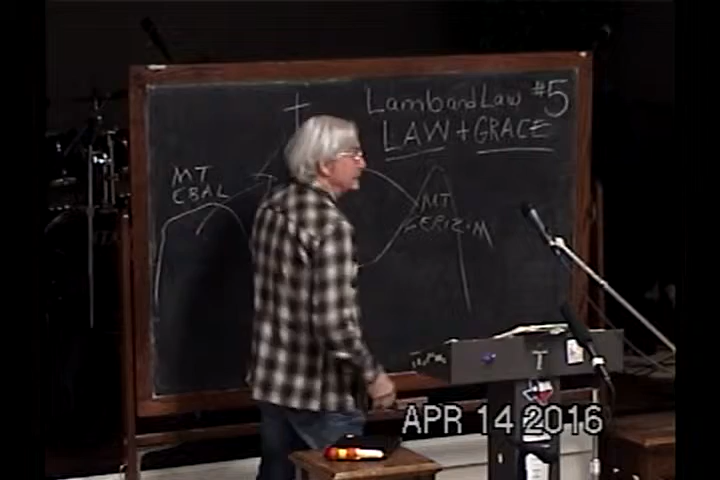 Lamb and Law #5
LAW + GRACE
MT
EBAL
MT
GERIZIM
T
APR 14 2016